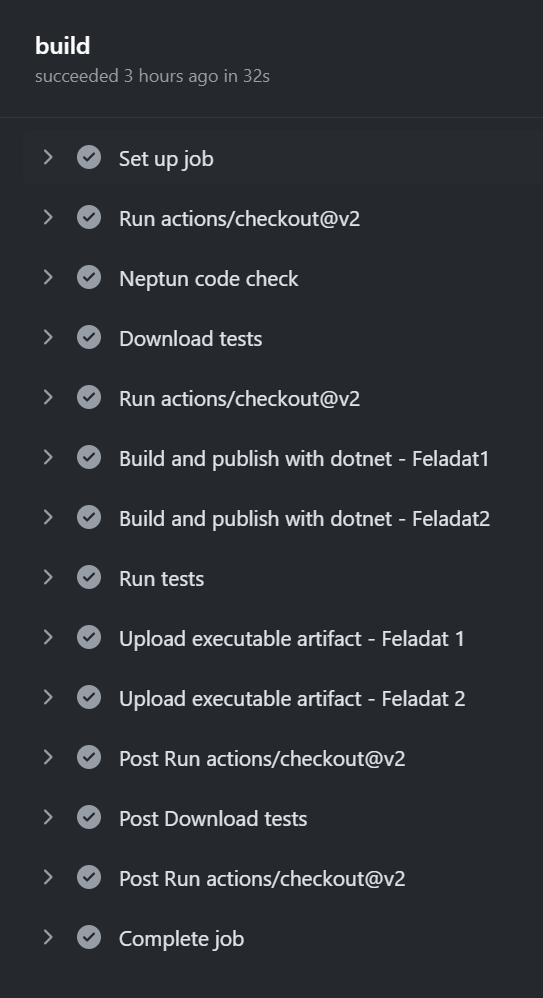 build
succeeded 3 hours ago in 32s
Set up job
Run actions/checkout@v2
Neptun code check
Download tests
Run actions/checkout@v2
Build and publish with dotnet - Feladat1
Build and publish with dotnet - Feladat2
Run tests
Upload executable artifact - Feladat 1
Upload executable artifact - Feladat 2
Post Run actions/checkout@v2
Post Download tests
Post Run actions/checkout@v2
Complete job